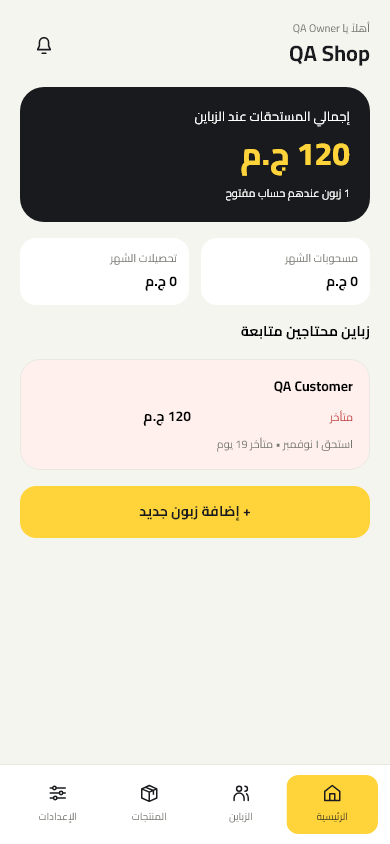 أهلاً يا QA Owner
QA Shop
إجمالي المستحقات عند الزباين
120 ج.م
1 زبون عندهم حساب مفتوح
مسحوبات الشهر
0 ج.م
تحصيلات الشهر
0 ج.م
زباين محتاجين متابعة
QA Customer
متأخر
120 ج.م
استحق ١ نوفمبر • متأخر 19 يوم
+ إضافة زبون جديد
الرئيسية
الزباين
المنتجات
الإعدادات